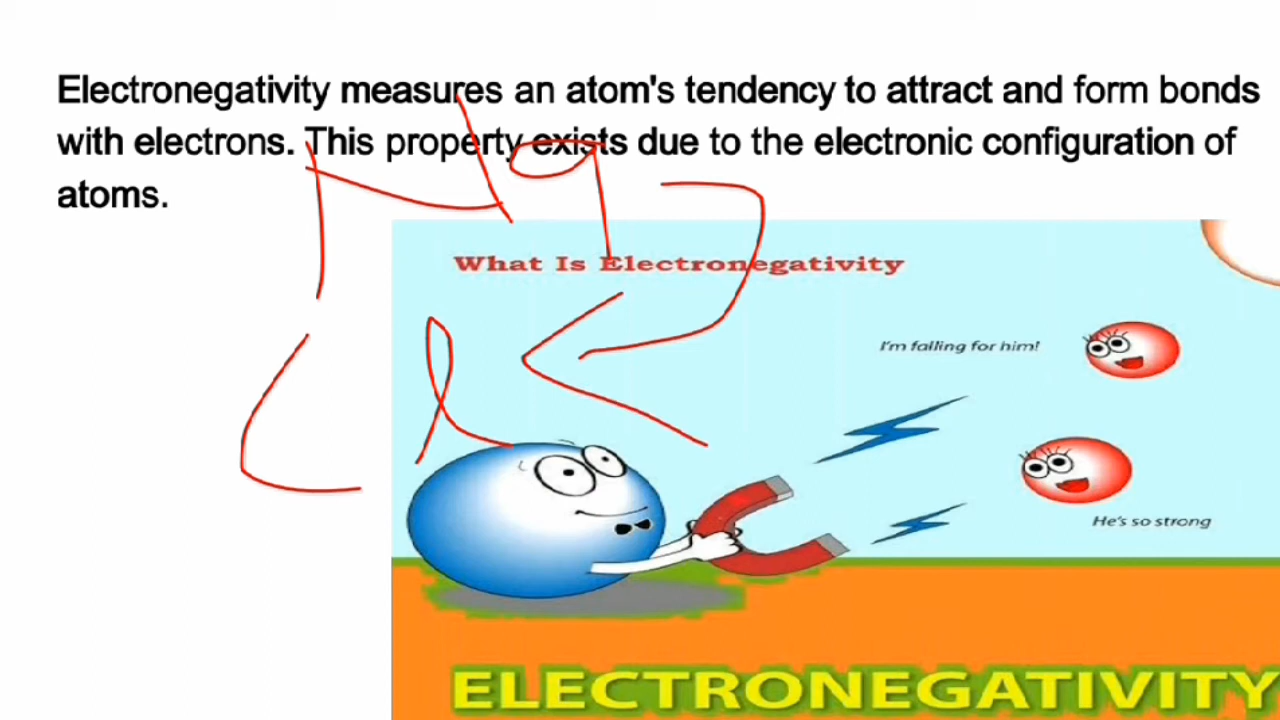 Electronegativity measures an atom's tendency to attract and form bonds
with electrons. This property exists due to the electronic configuration of
atoms.
What Is Electronegativity
I'm falling for him!
He's so strong
ELECTRONEGATIVITY